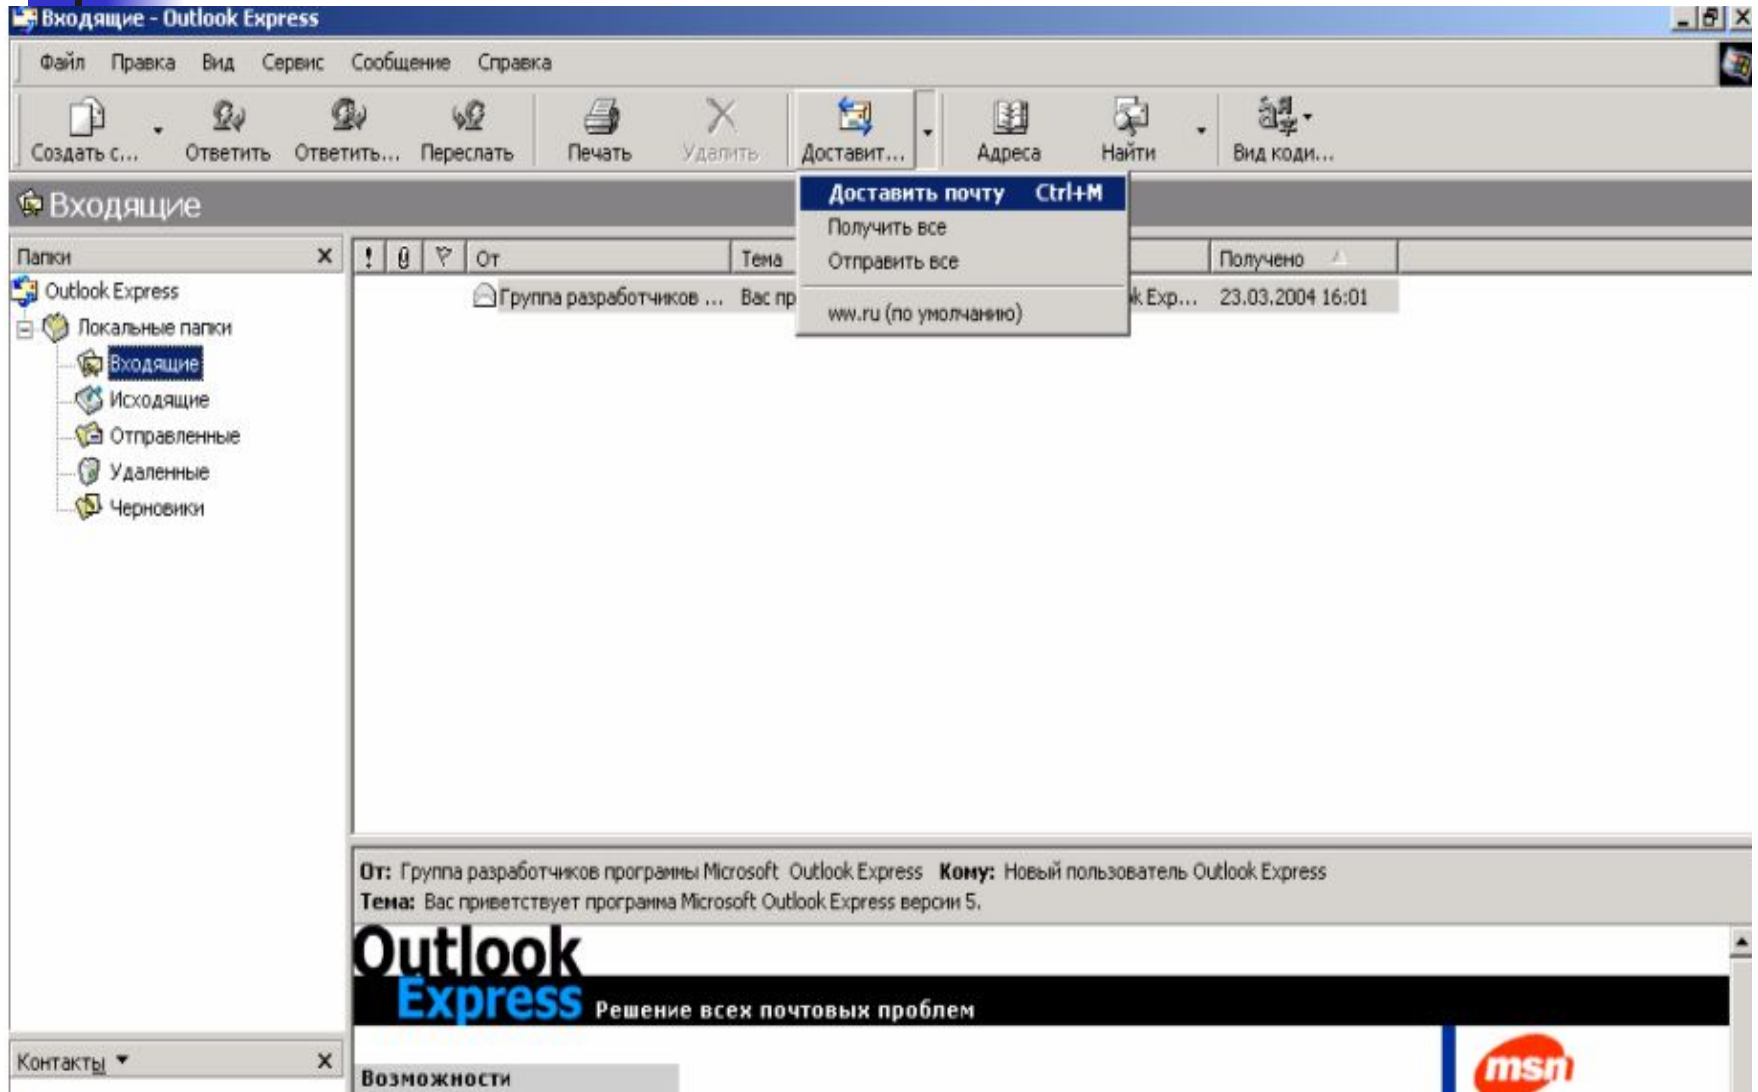 Входящие - Outlook Express
Файл Правка Вид Сервис Сообщение Справка
Создать с... Ответить Ответить... Переслать Печать Удалить Доставит... Адреса Найти Вид коди...
Входящие
Доставить почту Ctrl+M
Получить все
Отправить все
ww.ru (по умолчанию)
Папки
Outlook Express
Локальные папки
Входящие
Исходящие
Отправленные
Удаленные
Черновики
! От Тема Получено
Группа разработчиков ... Вас пр k Exp... 23.03.2004 16:01
От: Группа разработчиков программы Microsoft Outlook Express Кому: Новый пользователь Outlook Express
Тема: Вас приветствует программа Microsoft Outlook Express версии 5.
Outlook
Express Решение всех почтовых проблем
msn
Возможности
Контакты